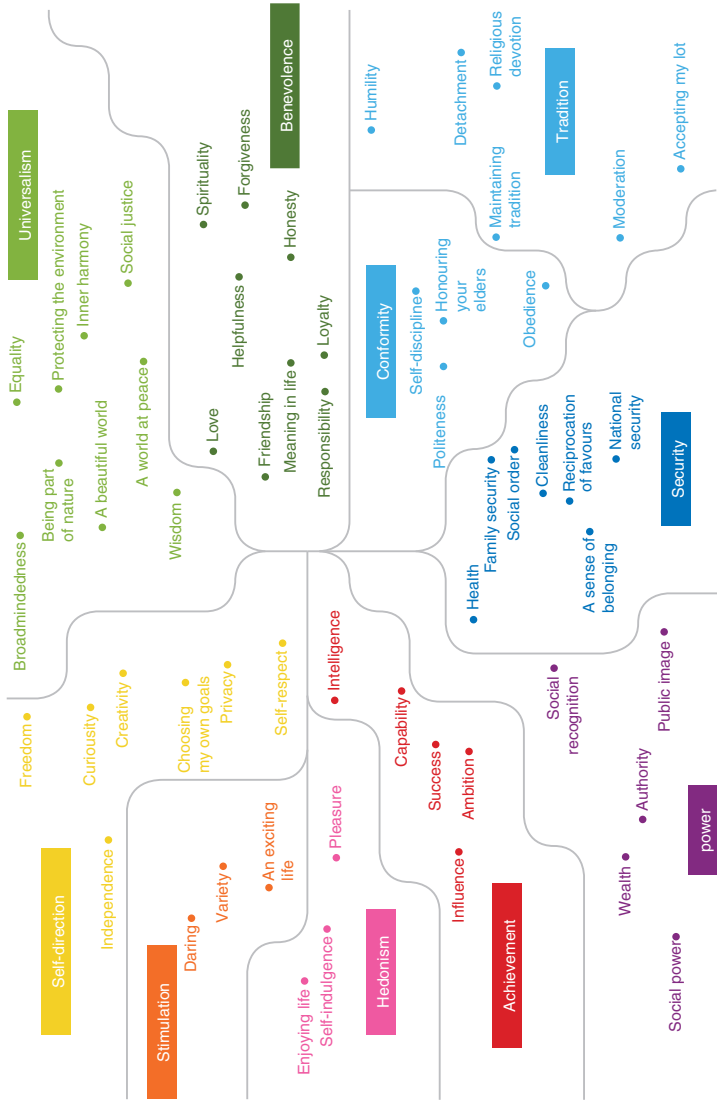 Self-direction
Freedom
Curiousity
Independence
Creativity
Choosing
my own goals
Privacy
Self-respect
Universalism
Equality
Broadmindedness
Being part
of nature
Protecting the environment
Inner harmony
A beautiful world
Social justice
A world at peace
Wisdom
Stimulation
Daring
Variety
An exciting
life
Benevolence
Spirituality
Love
Helpfulness
Forgiveness
Friendship
Meaning in life
Honesty
Responsibility
Loyalty
Hedonism
Enjoying life
Self-indulgence
Pleasure
Achievement
Intelligence
Capability
Success
Influence
Ambition
Conformity
Self-discipline
Politeness
Honouring
your
elders
Obedience
Tradition
Humility
Detachment
Maintaining
tradition
Religious
devotion
Moderation
Accepting my lot
Security
Health
Family security
Social order
Cleanliness
Reciprocation
of favours
A sense of
belonging
National
security
power
Social
recognition
Wealth
Authority
Public image
Social power